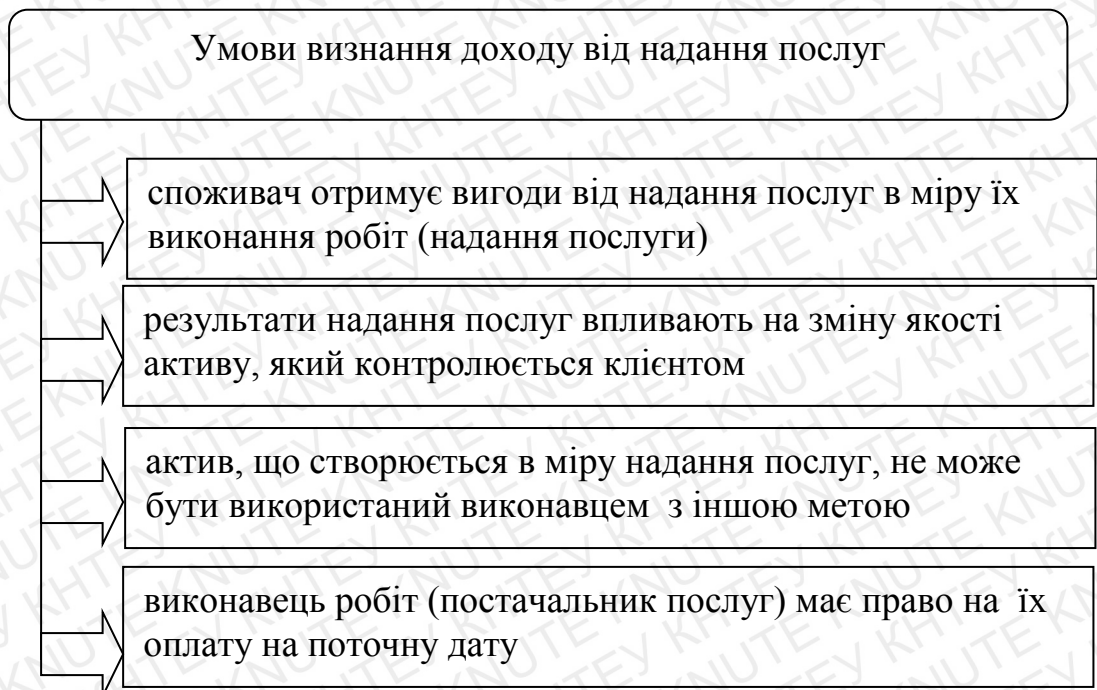 Умови визнання доходу від надання послуг
споживач отримує вигоди від надання послуг в міру їх
виконання робіт (надання послуги)
результати надання послуг впливають на зміну якості
активу, який контролюється клієнтом
актив, що створюється в міру надання послуг, не може
бути використаний виконавцем з іншою метою
виконавець робіт (постачальник послуг) має право на їх
оплату на поточну дату